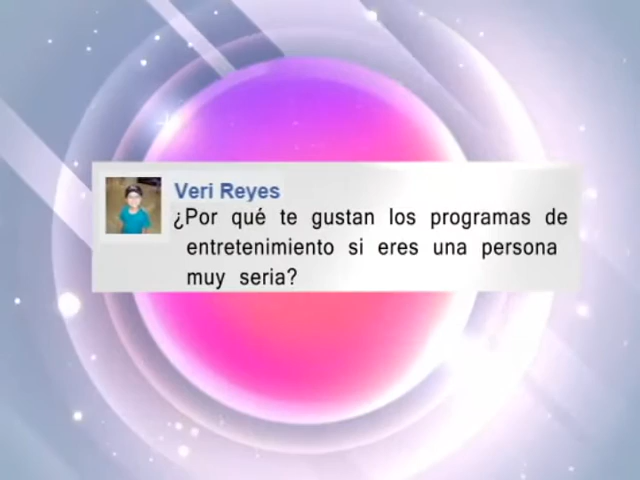 Veri Reyes
¿Por qué te gustan los programas de
entretenimiento si eres una persona
muy seria?